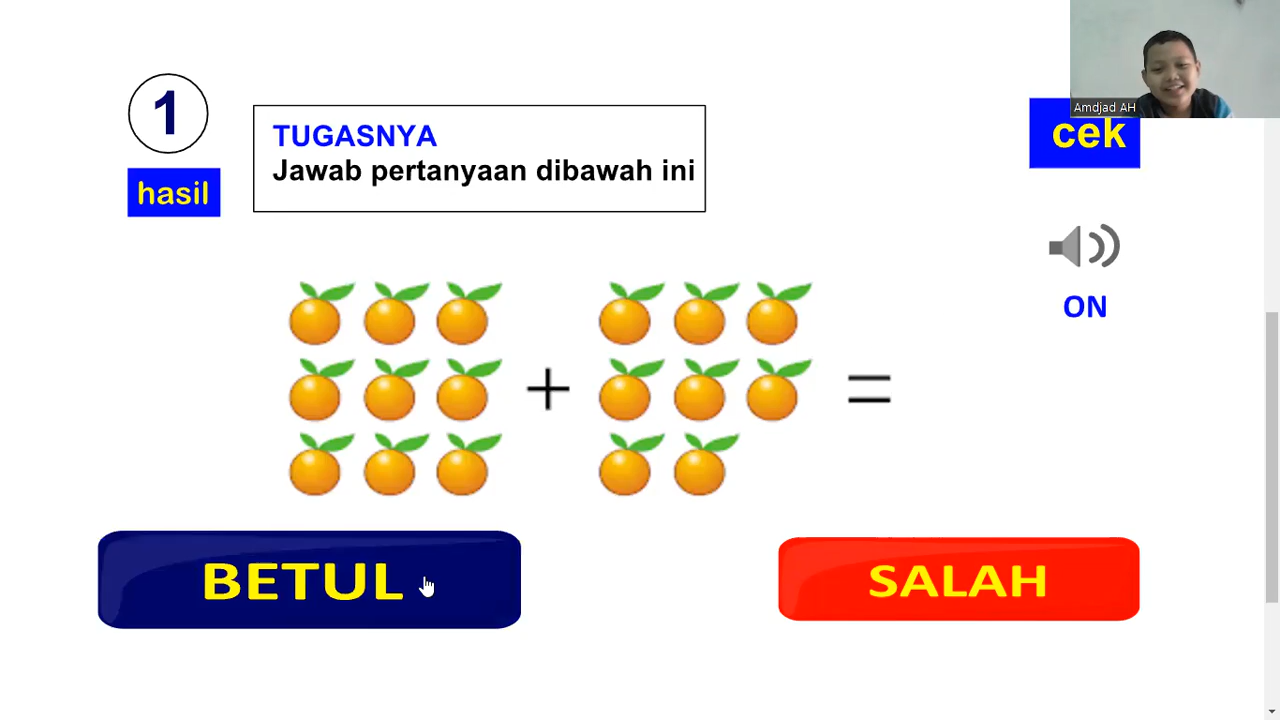 1
hasil
TUGASNYA
Jawab pertanyaan dibawah ini
Amdjad AH
cek
ON
+ =
BETUL
SALAH